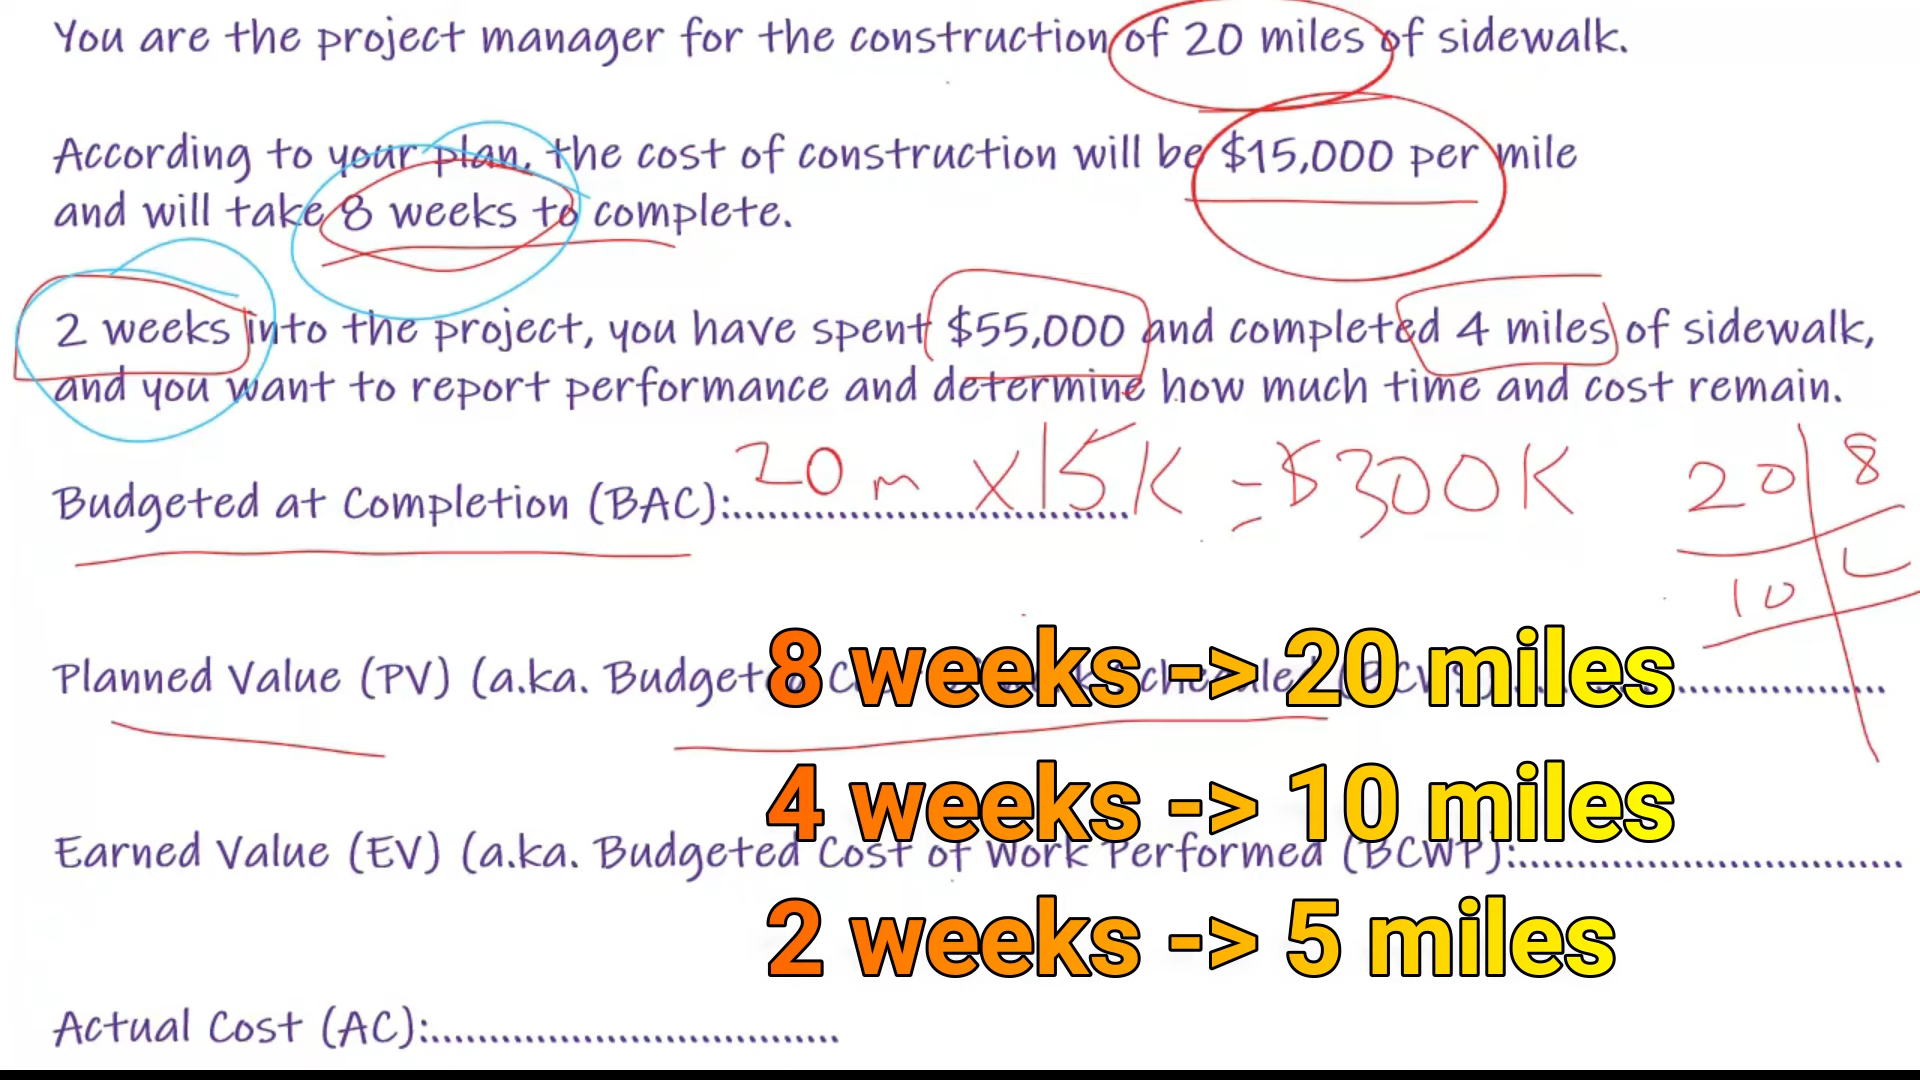 You are the project manager for the construction of 20 miles of sidewalk.
According to your plan, the cost of construction will be $15,000 per mile
and will take 8 weeks to complete.
2 weeks into the project, you have spent $55,000 and completed 4 miles of sidewalk,
and you want to report performance and determine how much time and cost remain.
Budgeted at Completion (BAC):.............................. 20 m X 15K = $300K
20 8
10
Planned Value (PV) (a.k.a. Budget
8 weeks -> 20 miles
4 weeks -> 10 miles
Earned Value (EV) (a.k.a. Budgeted Cost of Work Performed (BCWP):.................................
2 weeks -> 5 miles
Actual Cost (AC):...................................